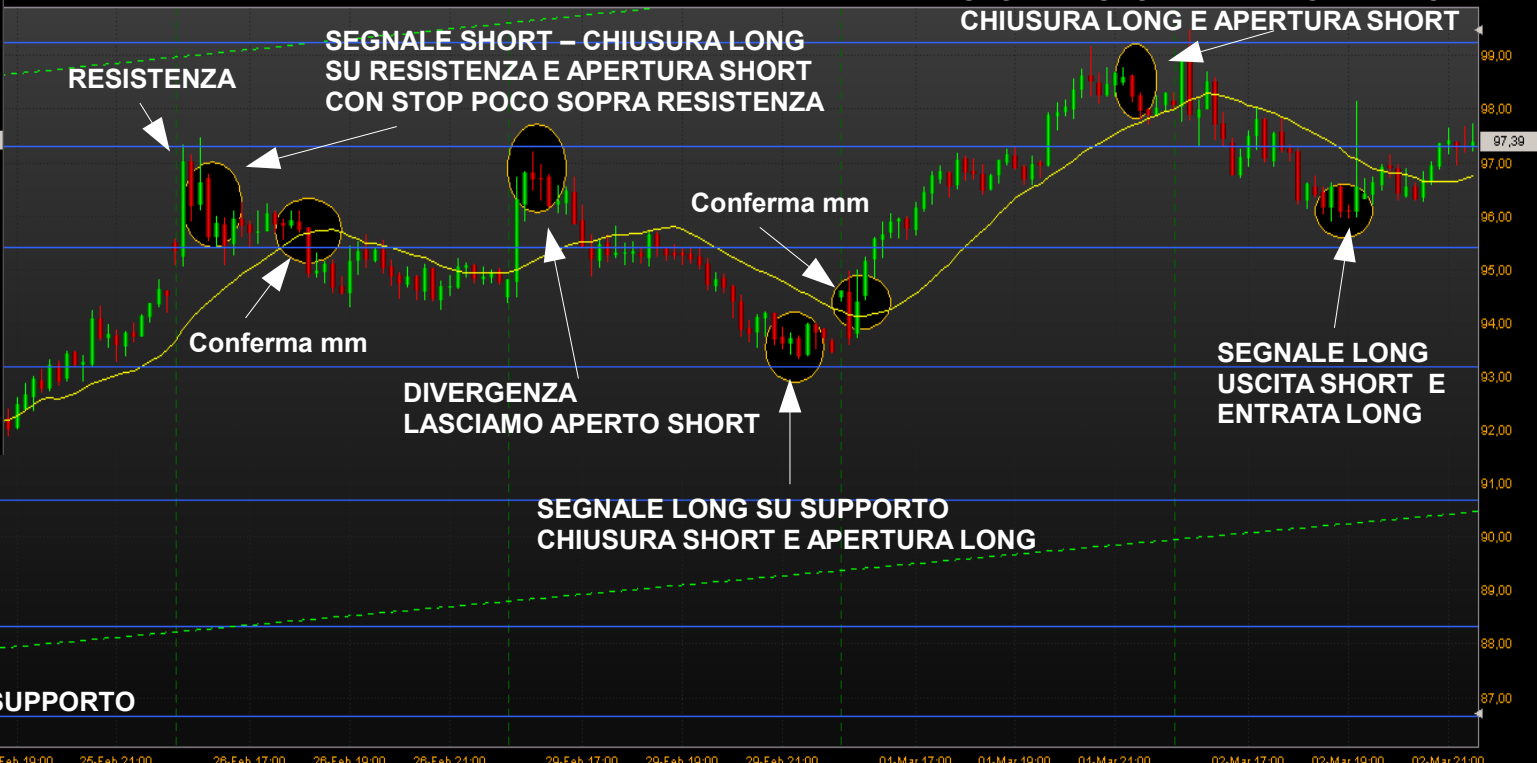 CHIUSURA LONG E APERTURA SHORT
SEGNALE SHORT – CHIUSURA LONG
SU RESISTENZA E APERTURA SHORT
CON STOP POCO SOPRA RESISTENZA
RESISTENZA
99,00
98,00
97,39
97,00
96,00
95,00
94,00
93,00
92,00
91,00
90,00
89,00
88,00
87,00
Conferma mm
Conferma mm
SEGNALE LONG
USCITA SHORT E
ENTRATA LONG
DIVERGENZA
LASCIAMO APERTO SHORT
SEGNALE LONG SU SUPPORTO
CHIUSURA SHORT E APERTURA LONG
SUPPORTO
Feb 19:00 25-Feb 21:00 26-Feb 17:00 26-Feb 19:00 26-Feb 21:00 29-Feb 17:00 29-Feb 19:00 29-Feb 21:00 01-Mar 17:00 01-Mar 19:00 01-Mar 21:00 02-Mar 17:00 02-Mar 19:00 02-Mar 21:00